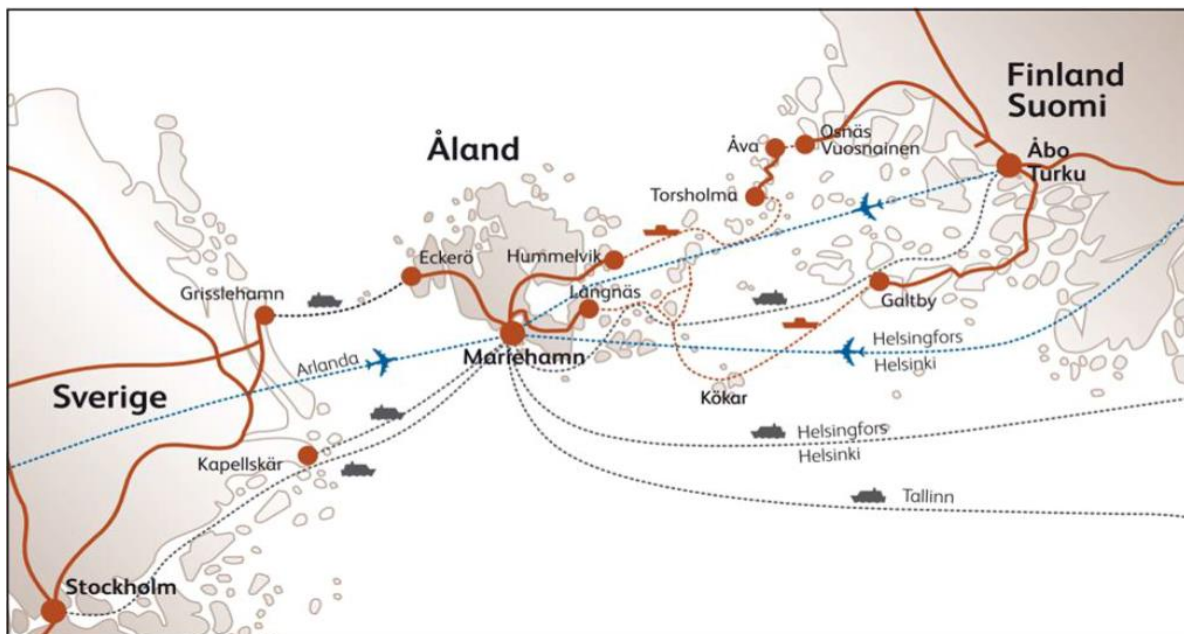 Finland
Suomi
Åland
Åva
Osnäs
Vuosnainen
Åbo
Turku
Torsholma
Eckerö
Hummelvik
Grisslehamn
Långnäs
Galtby
Mariehamn
Arlanda
Helsingfors
Helsinki
Sverige
Kökar
Helsingfors
Helsinki
Kapellskär
Tallinn
Stockholm